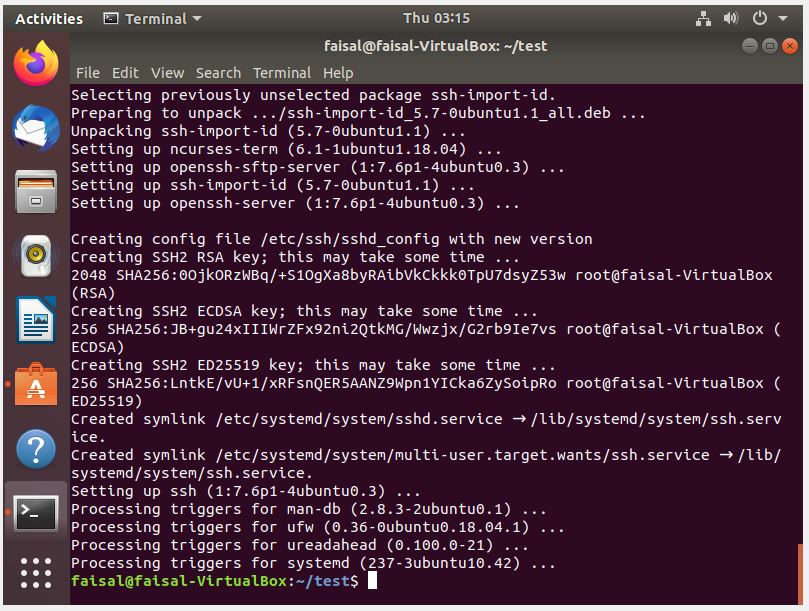 Activities Terminal Thu 03:15
faisal@faisal-VirtualBox: ~/test
File Edit View Search Terminal Help
Selecting previously unselected package ssh-import-id.
Preparing to unpack .../ssh-import-id_5.7-0ubuntu1.1_all.deb ...
Unpacking ssh-import-id (5.7-0ubuntu1.1) ...
Setting up ncurses-term (6.1-1ubuntu1.18.04) ...
Setting up openssh-sftp-server (1:7.6p1-4ubuntu0.3) ...
Setting up ssh-import-id (5.7-0ubuntu1.1) ...
Setting up openssh-server (1:7.6p1-4ubuntu0.3) ...
Creating config file /etc/ssh/sshd_config with new version
Creating SSH2 RSA key; this may take some time ...
2048 SHA256:0OjkORzWBq/+S1OgXa8byRAibVkCkkk0TpU7dsyZ53w root@faisal-VirtualBox
(RSA)
Creating SSH2 ECDSA key; this may take some time ...
256 SHA256:JB+gu24xIIIWrZFx92ni2QtkMG/Wwzjx/G2rb9Ie7vs root@faisal-VirtualBox (
ECDSA)
Creating SSH2 ED25519 key; this may take some time ...
256 SHA256:LntkE/vU+1/xRFsnQER5AANZ9Wpn1YICka6ZySoipRo root@faisal-VirtualBox (
ED25519)
Created symlink /etc/systemd/system/sshd.service → /lib/systemd/system/ssh.serv
ice.
Created symlink /etc/systemd/system/multi-user.target.wants/ssh.service → /lib/
systemd/system/ssh.service.
Setting up ssh (1:7.6p1-4ubuntu0.3) ...
Processing triggers for man-db (2.8.3-2ubuntu0.1) ...
Processing triggers for ufw (0.36-0ubuntu0.18.04.1) ...
Processing triggers for ureadahead (0.100.0-21) ...
Processing triggers for systemd (237-3ubuntu10.42) ...
faisal@faisal-VirtualBox:~/test$